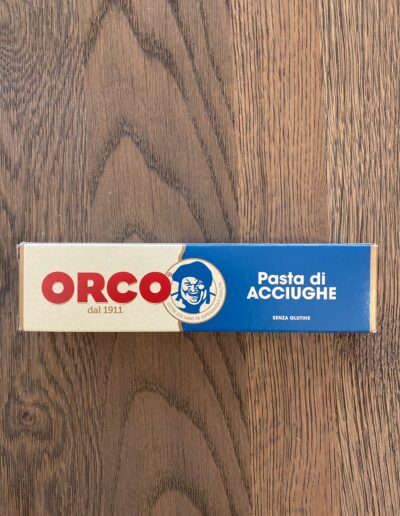 ORCO®
dal 1911
Pasta di
ACCIUGHE
SENZA GLUTINE